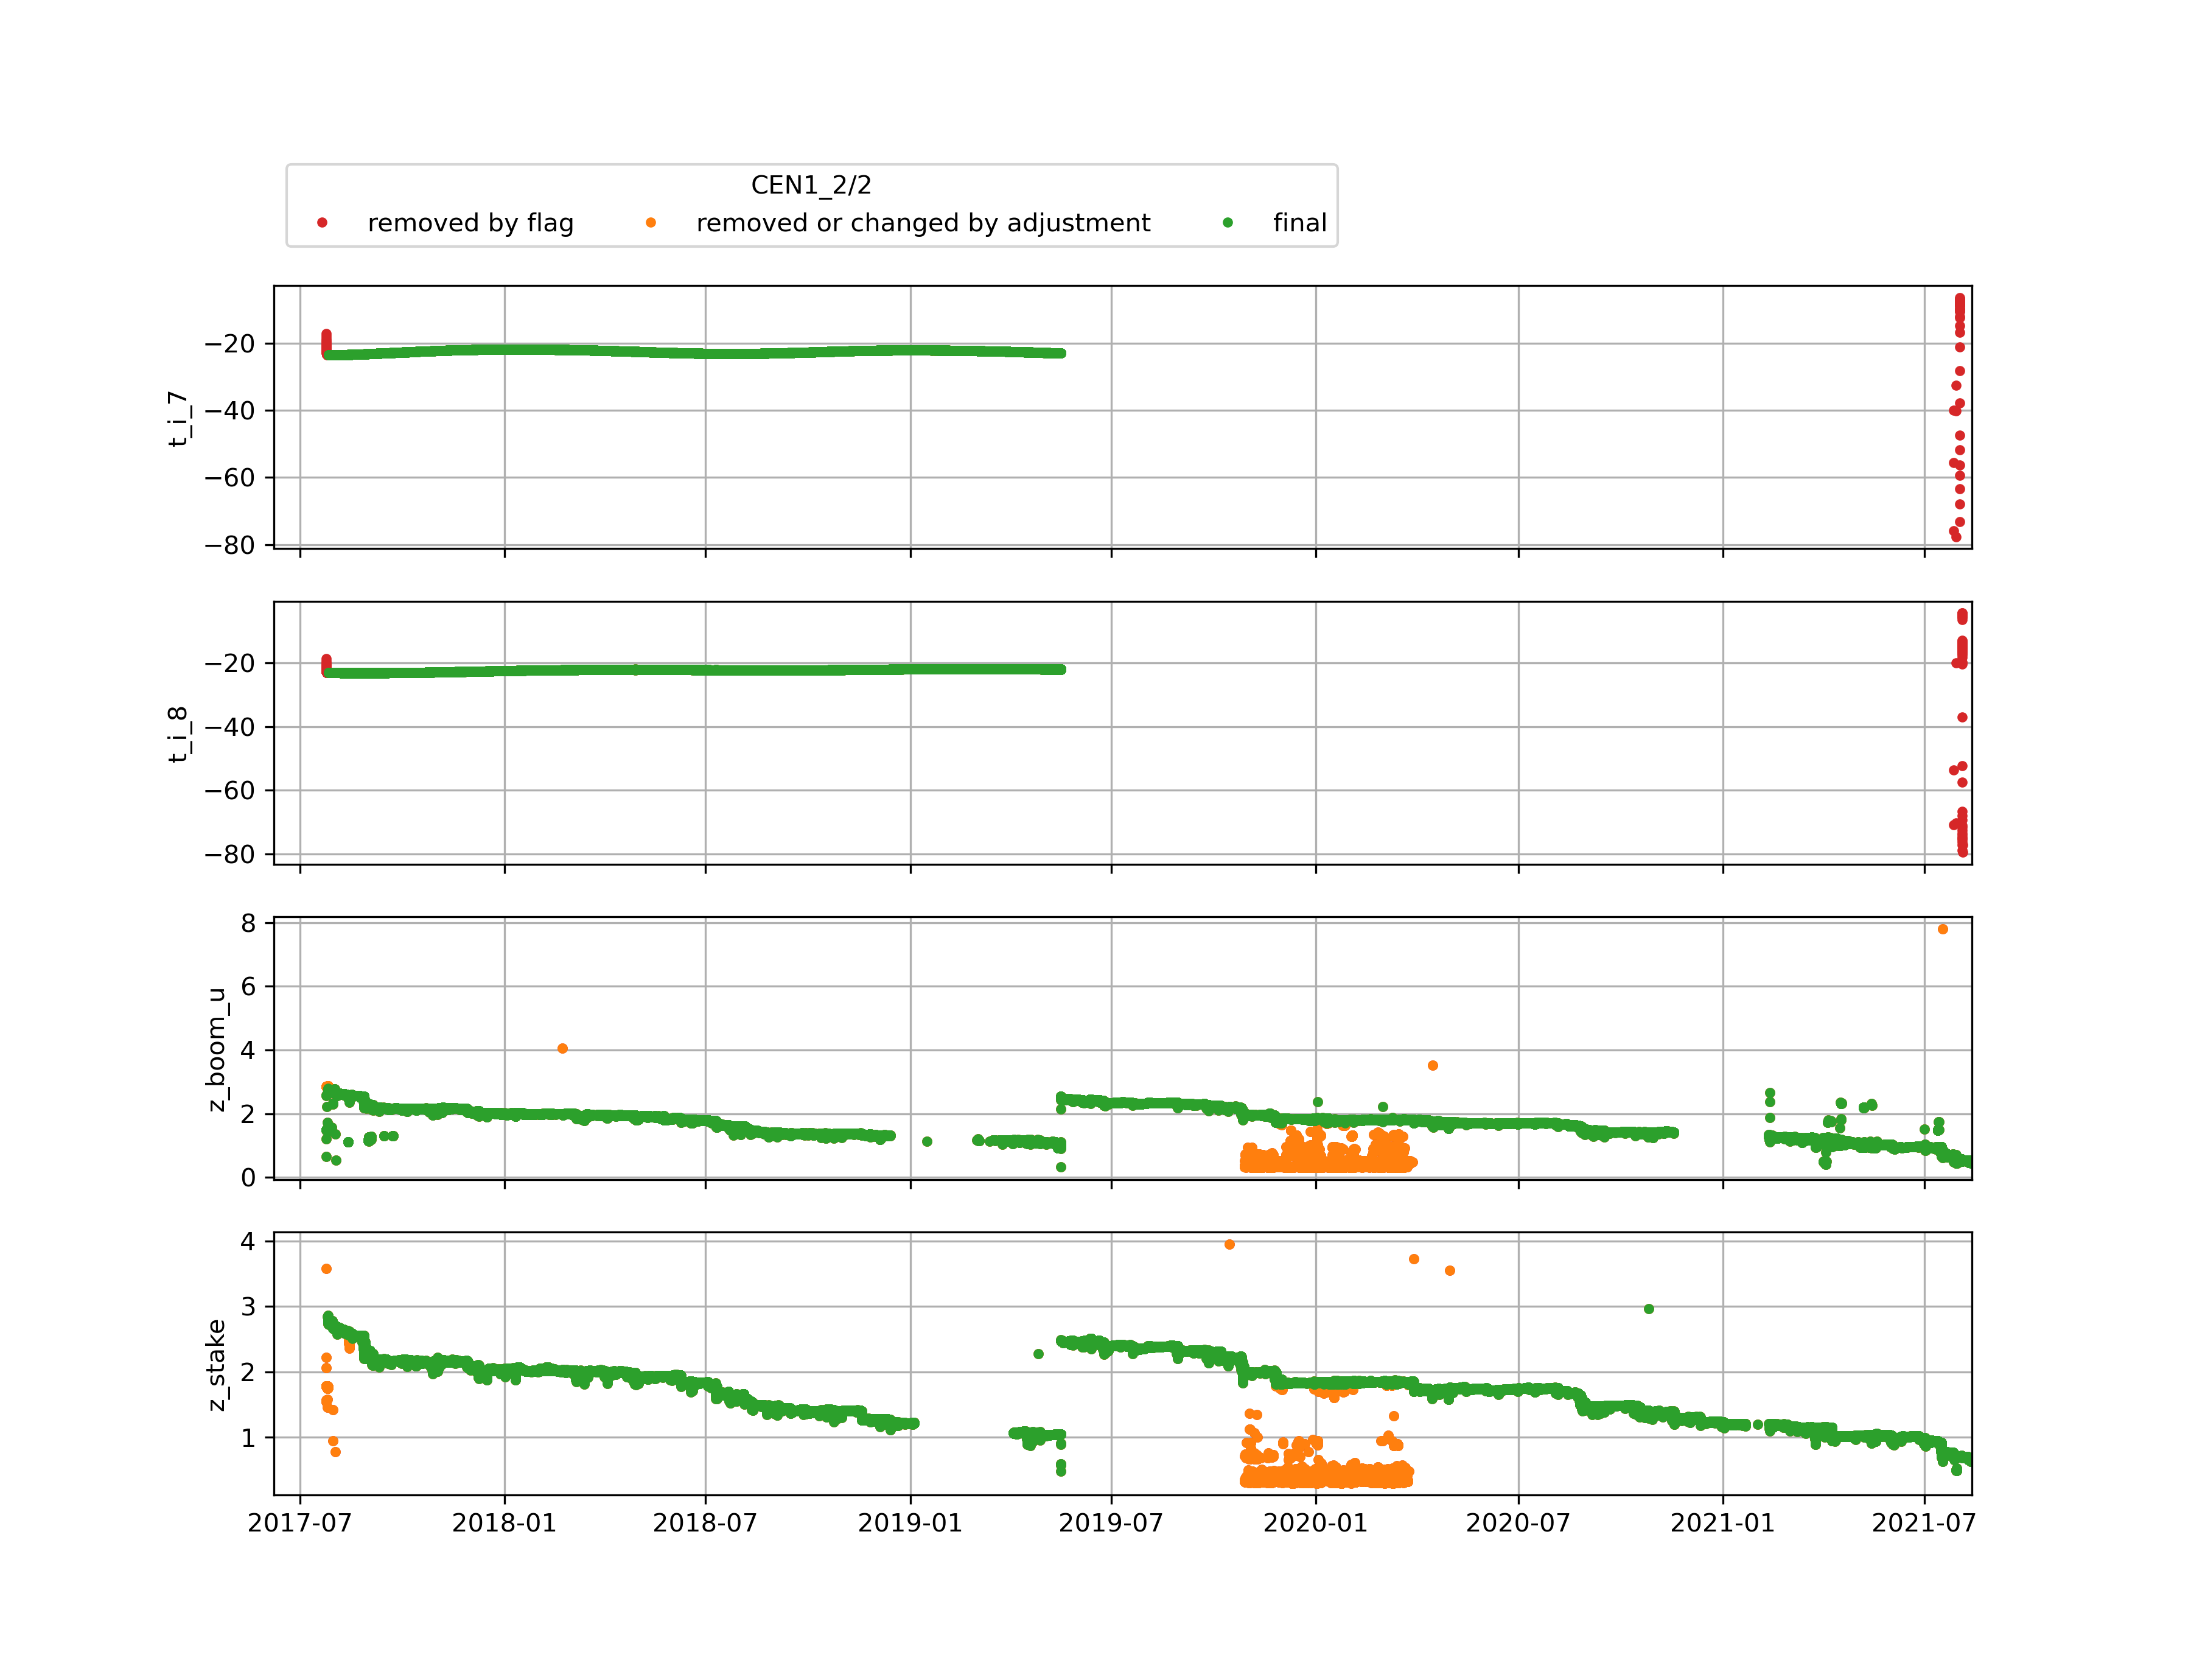 CEN1_2/2
removed by flag removed or changed by adjustment final
t_i_7
−20
−40
−60
−80
t_i_8
−20
−40
−60
−80
z_boom_u
8
6
4
2
0
z_stake
4
3
2
1
2017-07 2018-01 2018-07 2019-01 2019-07 2020-01 2020-07 2021-01 2021-07